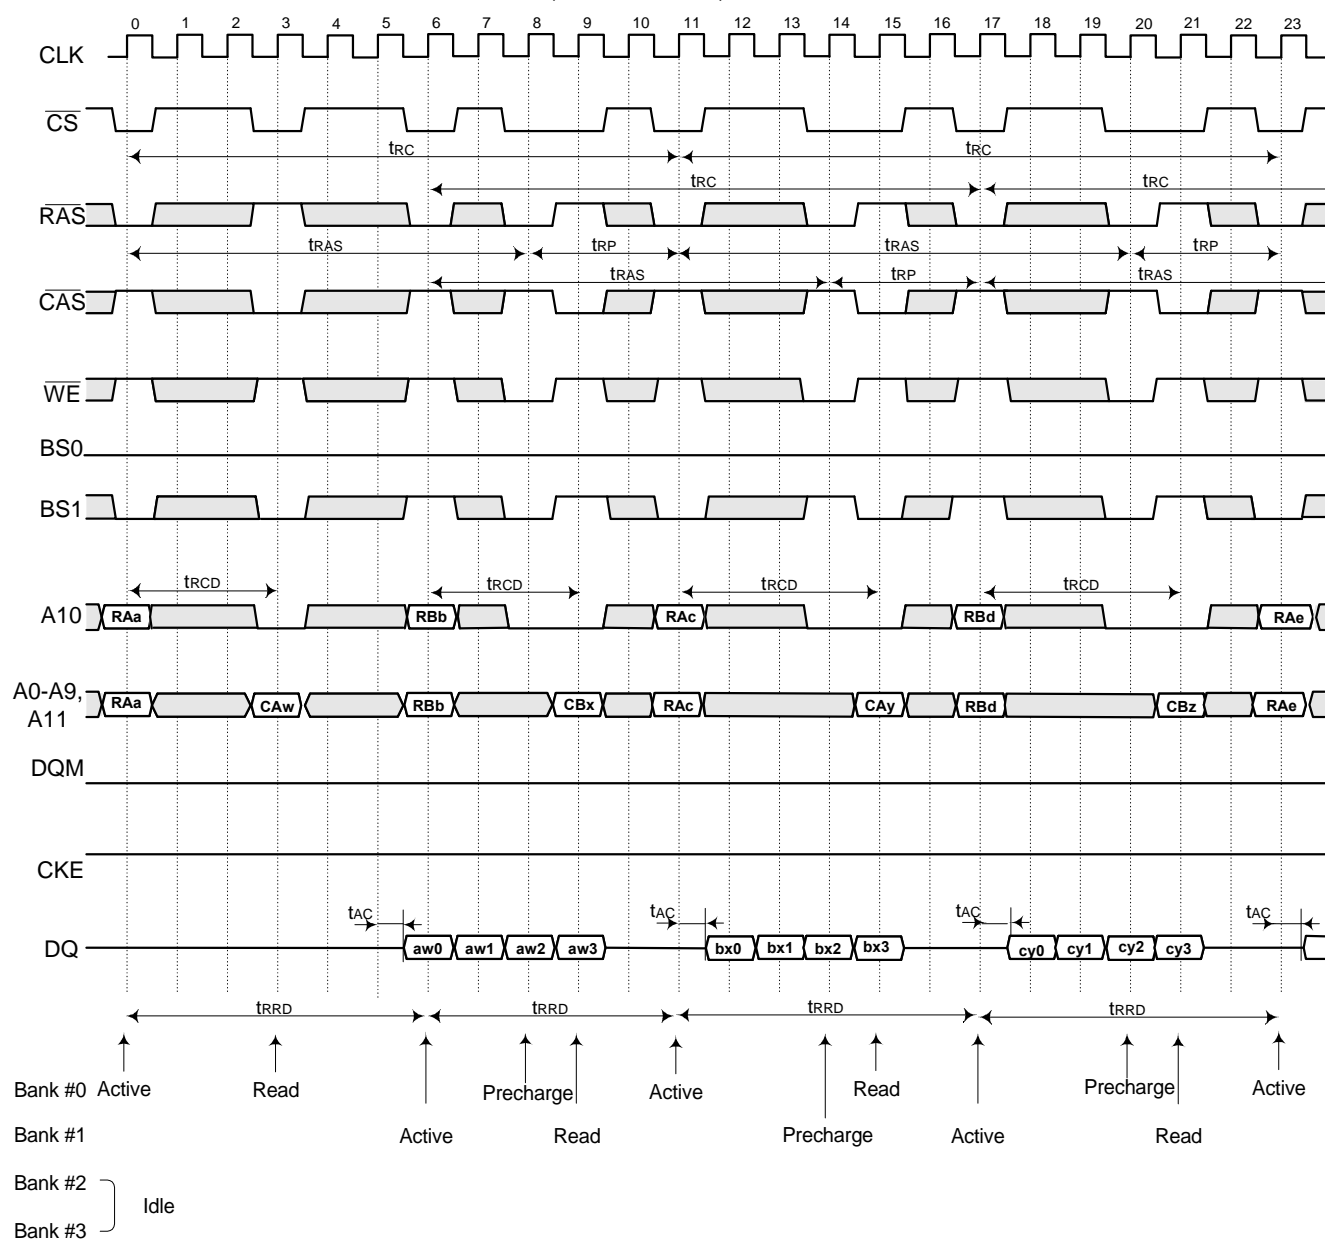 0 1 2 3 4 5 6 7 8 9 10 11 12 13 14 15 16 17 18 19 20 21 22 23
CLK
CS
tRC tRC
tRC tRC
RAS
tRAS tRP tRAS tRP
tRAS tRP tRAS
CAS
WE
BS0
BS1
tRCD tRCD tRCD tRCD
A10 RAa RBb RAc RBd RAe
A0-A9,
A11
RAa CAw RBb CBx RAc CAy RBd CBz RAe
DQM
CKE
tAC tAC tAC tAC
DQ aw0 aw1 aw2 aw3 bx0 bx1 bx2 bx3 cy0 cy1 cy2 cy3
tRRD tRRD tRRD tRRD
Bank #0 Active Read Precharge Active Read Precharge Active
Bank #1 Active Read Precharge Active Read
Bank #2
Idle
Bank #3